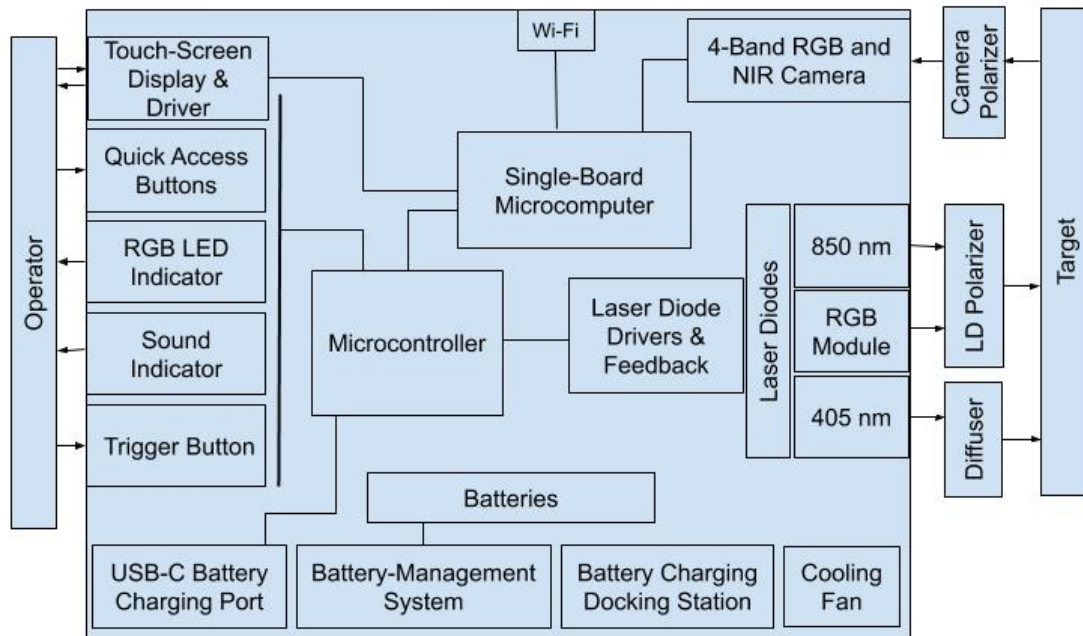 Operator
Touch-Screen
Display &
Driver
Quick Access
Buttons
RGB LED
Indicator
Sound
Indicator
Trigger Button
Wi-Fi
4-Band RGB and
NIR Camera
Single-Board
Microcomputer
Microcontroller
Laser Diode
Drivers &
Feedback
Laser Diodes
850 nm
RGB
Module
405 nm
Camera
Polarizer
LD Polarizer
Diffuser
Target
Batteries
USB-C Battery
Charging Port
Battery-Management
System
Battery Charging
Docking Station
Cooling
Fan